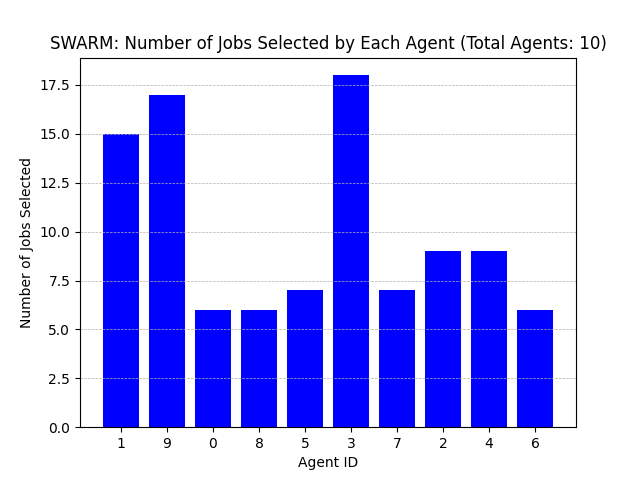 SWARM: Number of Jobs Selected by Each Agent (Total Agents: 10)
17.5
15.0
12.5
10.0
7.5
5.0
2.5
0.0
Number of Jobs Selected
1 9 0 8 5 3 7 2 4 6
Agent ID